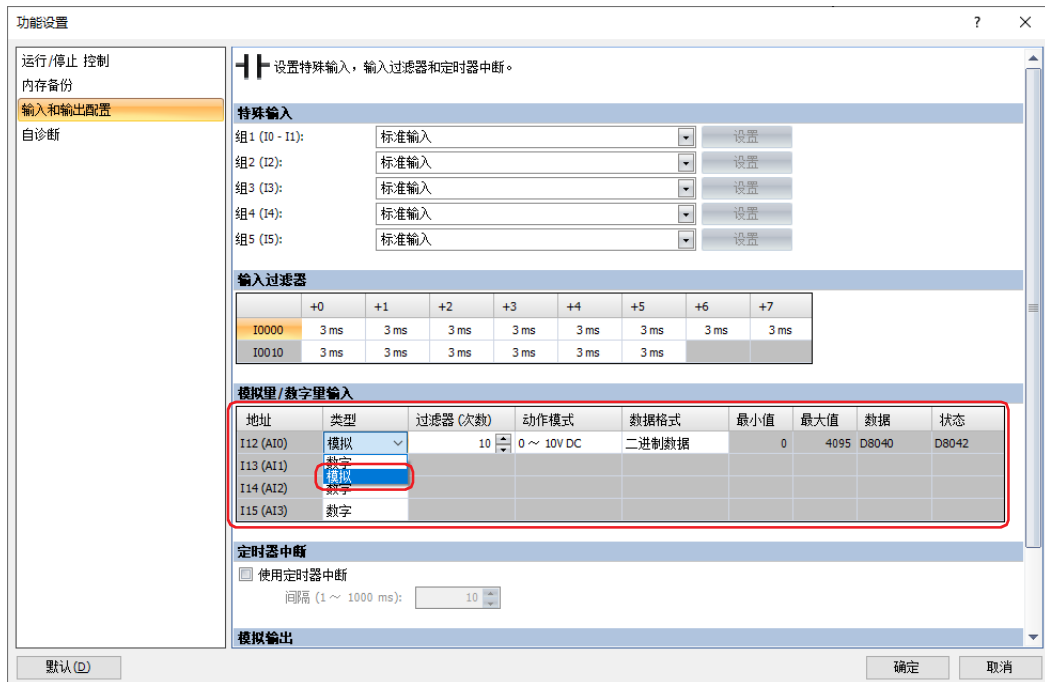 功能设置
运行/停止 控制
内存备份
输入和输出配置
自诊断
设置特殊输入，输入过滤器和定时器中断。
特殊输入
组1 (I0 - I1): 标准输入 设置
组2 (I2): 标准输入 设置
组3 (I3): 标准输入 设置
组4 (I4): 标准输入 设置
组5 (I5): 标准输入 设置
输入过滤器
+0 +1 +2 +3 +4 +5 +6 +7
I0000 3 ms 3 ms 3 ms 3 ms 3 ms 3 ms 3 ms 3 ms
I0010 3 ms 3 ms 3 ms 3 ms 3 ms 3 ms
模拟量/数字量输入
地址 类型 过滤器 (次数) 动作模式 数据格式 最小值 最大值 数据 状态
I12 (AI0) 模拟 10 0 ～ 10V DC 二进制数据 0 4095 D8040 D8042
I13 (AI1) 数字
模拟
I14 (AI2) 数字
I15 (AI3) 数字
定时器中断
使用定时器中断
间隔 (1 ～ 1000 ms): 10
模拟输出
默认(D) 确定 取消